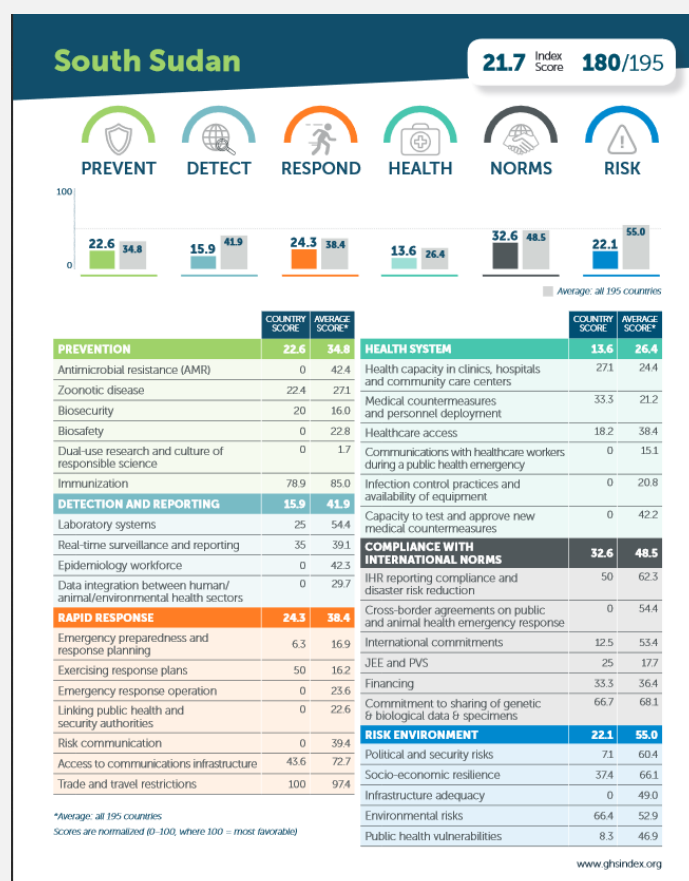 South Sudan
21.7 Index Score 180/195
PREVENT DETECT RESPOND HEALTH NORMS RISK
100
0
22.6 34.8
15.9 41.9
24.3 38.4
13.6 26.4
32.6 48.5
22.1 55.0
Average: all 195 countries
COUNTRY SCORE AVERAGE SCORE*
PREVENTION 22.6 34.8
Antimicrobial resistance (AMR) 0 42.4
Zoonotic disease 22.4 27.1
Biosecurity 20 16.0
Biosafety 0 22.8
Dual-use research and culture of
responsible science 0 1.7
Immunization 78.9 85.0
DETECTION AND REPORTING 15.9 41.9
Laboratory systems 25 54.4
Real-time surveillance and reporting 35 39.1
Epidemiology workforce 0 42.3
Data integration between human/
animal/environmental health sectors 0 29.7
RAPID RESPONSE 24.3 38.4
Emergency preparedness and
response planning 6.3 16.9
Exercising response plans 50 16.2
Emergency response operation 0 23.6
Linking public health and
security authorities 0 22.6
Risk communication 0 39.4
Access to communications infrastructure 43.6 72.7
Trade and travel restrictions 100 97.4
*Average: all 195 countries
Scores are normalized (0–100, where 100 = most favorable)
COUNTRY SCORE AVERAGE SCORE*
HEALTH SYSTEM 13.6 26.4
Health capacity in clinics, hospitals
and community care centers 27.1 24.4
Medical countermeasures
and personnel deployment 33.3 21.2
Healthcare access 18.2 38.4
Communications with healthcare workers
during a public health emergency 0 15.1
Infection control practices and
availability of equipment 0 20.8
Capacity to test and approve new
medical countermeasures 0 42.2
COMPLIANCE WITH
INTERNATIONAL NORMS 32.6 48.5
IHR reporting compliance and
disaster risk reduction 50 62.3
Cross-border agreements on public
and animal health emergency response 0 54.4
International commitments 12.5 53.4
JEE and PVS 25 17.7
Financing 33.3 36.4
Commitment to sharing of genetic
& biological data & specimens 66.7 68.1
RISK ENVIRONMENT 22.1 55.0
Political and security risks 7.1 60.4
Socio-economic resilience 37.4 66.1
Infrastructure adequacy 0 49.0
Environmental risks 66.4 52.9
Public health vulnerabilities 8.3 46.9
www.ghsindex.org